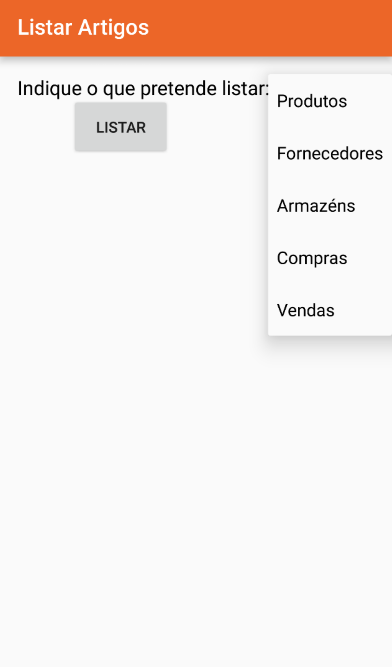 Listar Artigos
Indique o que pretende listar:
LISTAR
Produtos
Fornecedores
Armazéns
Compras
Vendas